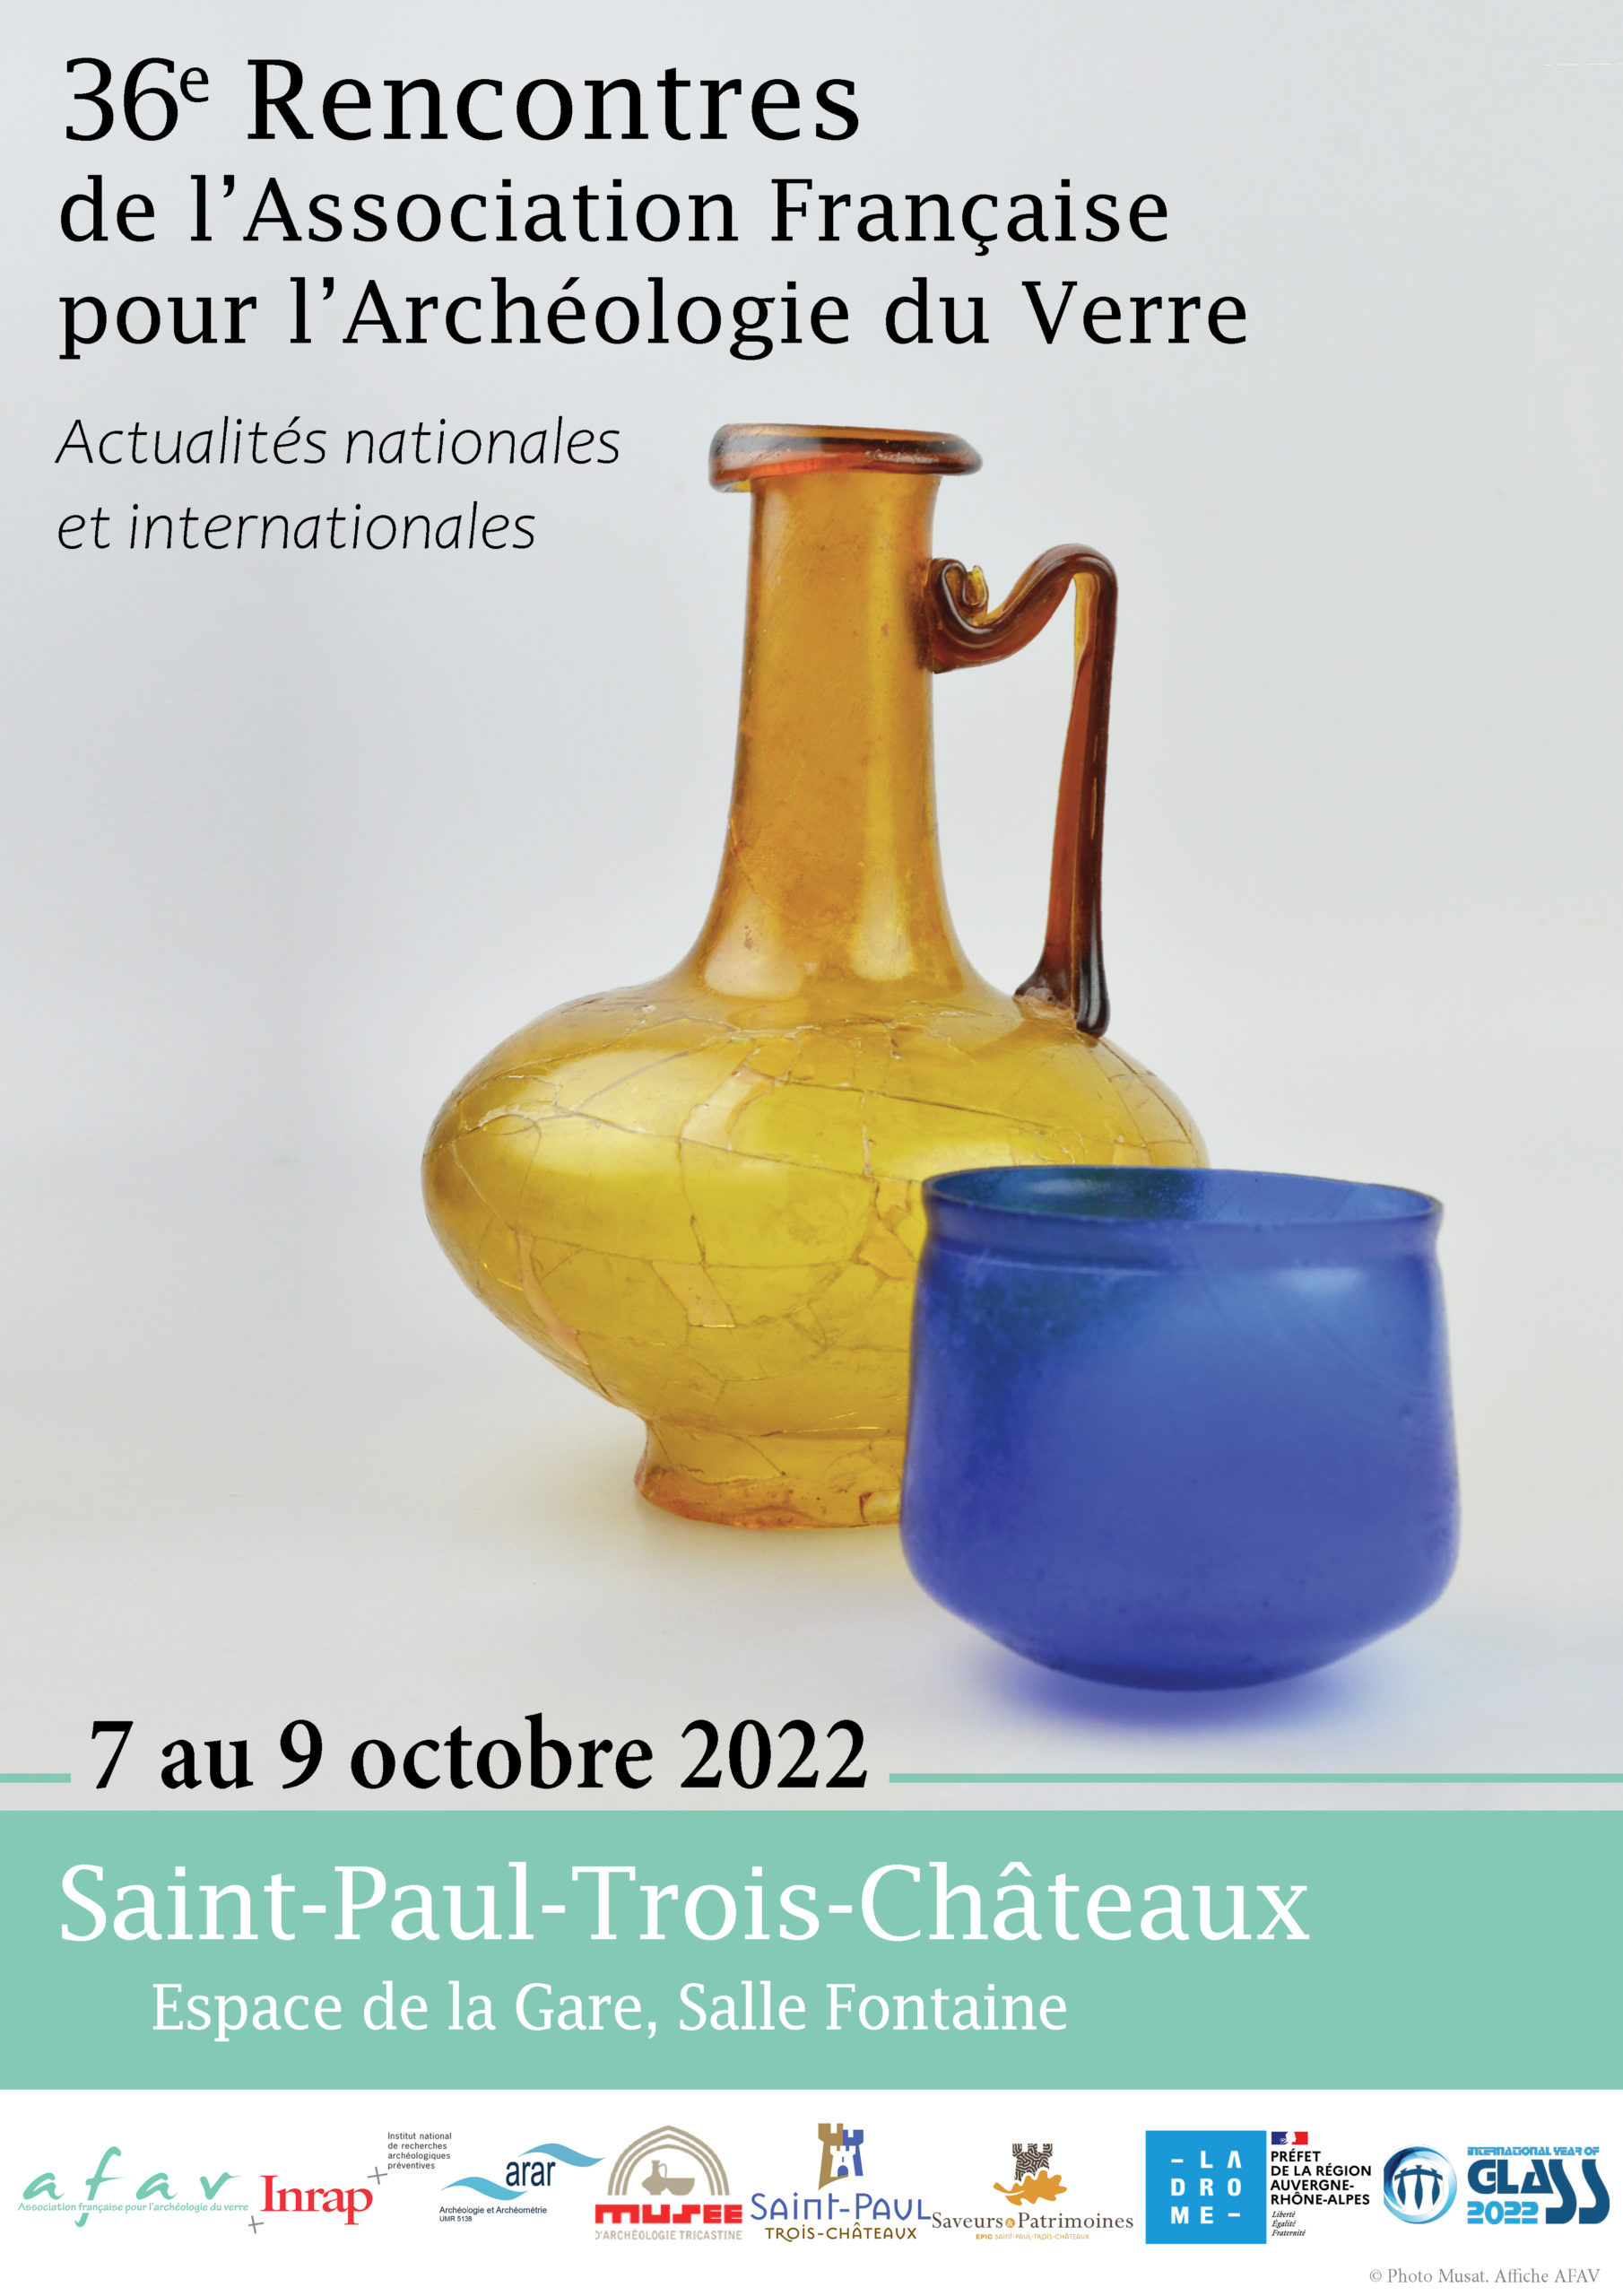 36e Rencontres
de l’Association Française
pour l’Archéologie du Verre
Actualités nationales
et internationales
7 au 9 octobre 2022
Saint-Paul-Trois-Châteaux
Espace de la Gare, Salle Fontaine
afav
Association française pour l'archéologie du verre
Inrap
Institut national
de recherches
archéologiques
préventives
arar
Archéologie et Archéométrie
UMR 5138
MUSEE
D'ARCHÉOLOGIE TRICASTINE
SAINT-PAUL
TROIS-CHÂTEAUX
Saveurs & Patrimoines
EPIC SAINT-PAUL-TROIS-CHÂTEAUX
– LA
DRO
ME –
PRÉFET
DE LA RÉGION
AUVERGNE-
RHÔNE-ALPES
Liberté
Égalité
Fraternité
INTERNATIONAL YEAR OF
GLASS
2022
© Photo Musat. Affiche AFAV